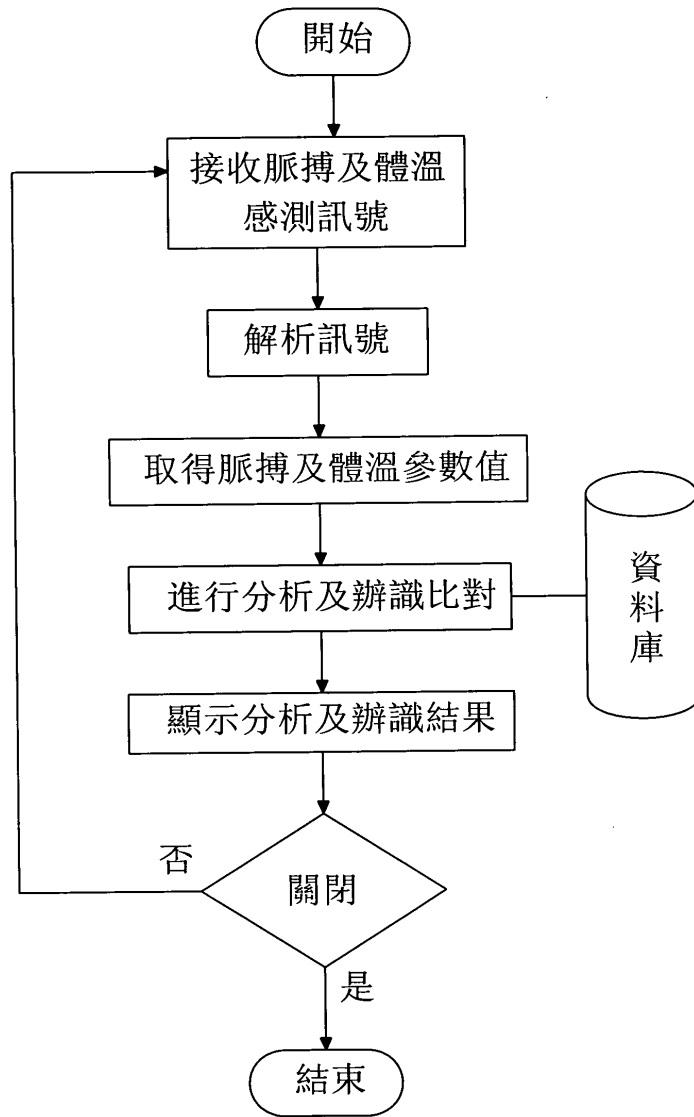 開始
接收脈搏及體溫
感測訊號
解析訊號
取得脈搏及體溫參數值
進行分析及辨識比對
資
料
庫
顯示分析及辨識結果
否
關閉
是
結束